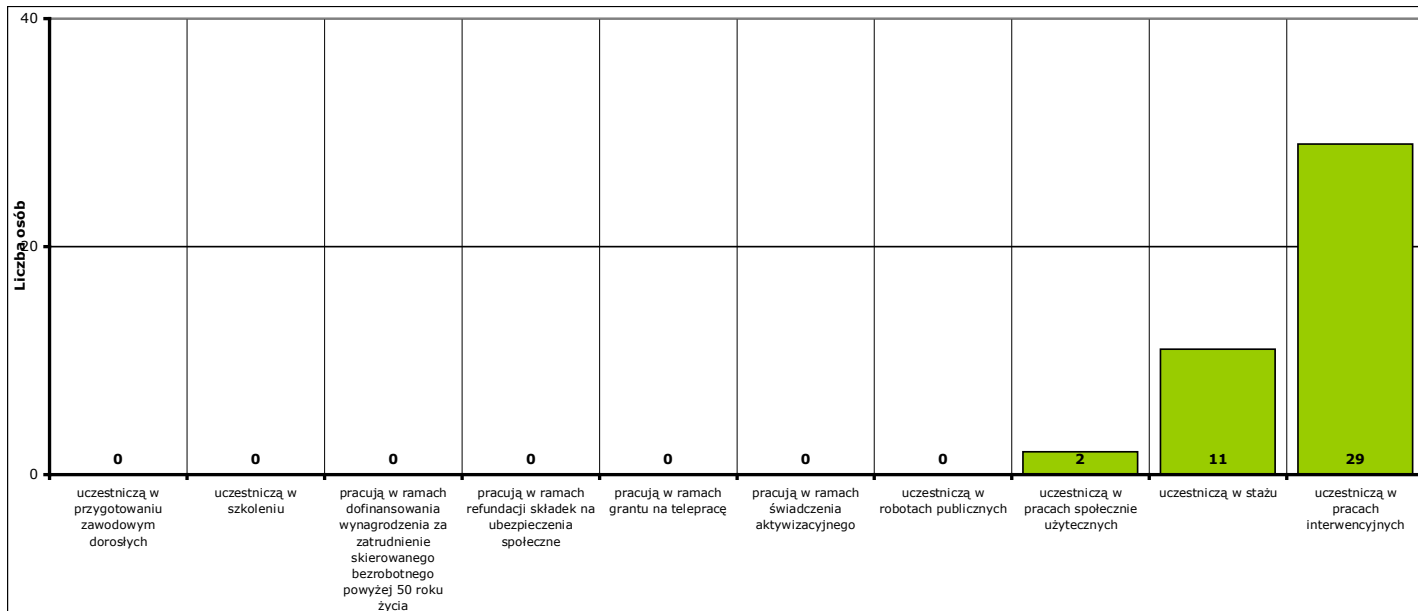 40
20
0
Liczba osób
0
0
0
0
0
0
0
2
11
29
uczestniczą w
przygotowaniu
zawodowym
dorosłych
uczestniczą w
szkoleniu
pracują w ramach
dofinansowania
wynagrodzenia za
zatrudnienie
skierowanego
bezrobotnego
powyżej 50 roku
życia
pracują w ramach
refundacji składek na
ubezpieczenia
społeczne
pracują w ramach
grantu na telepracę
pracują w ramach
świadczenia
aktywizacyjnego
uczestniczą w
robotach publicznych
uczestniczą w
pracach społecznie
użytecznych
uczestniczą w stażu
uczestniczą w
pracach
interwencyjnych